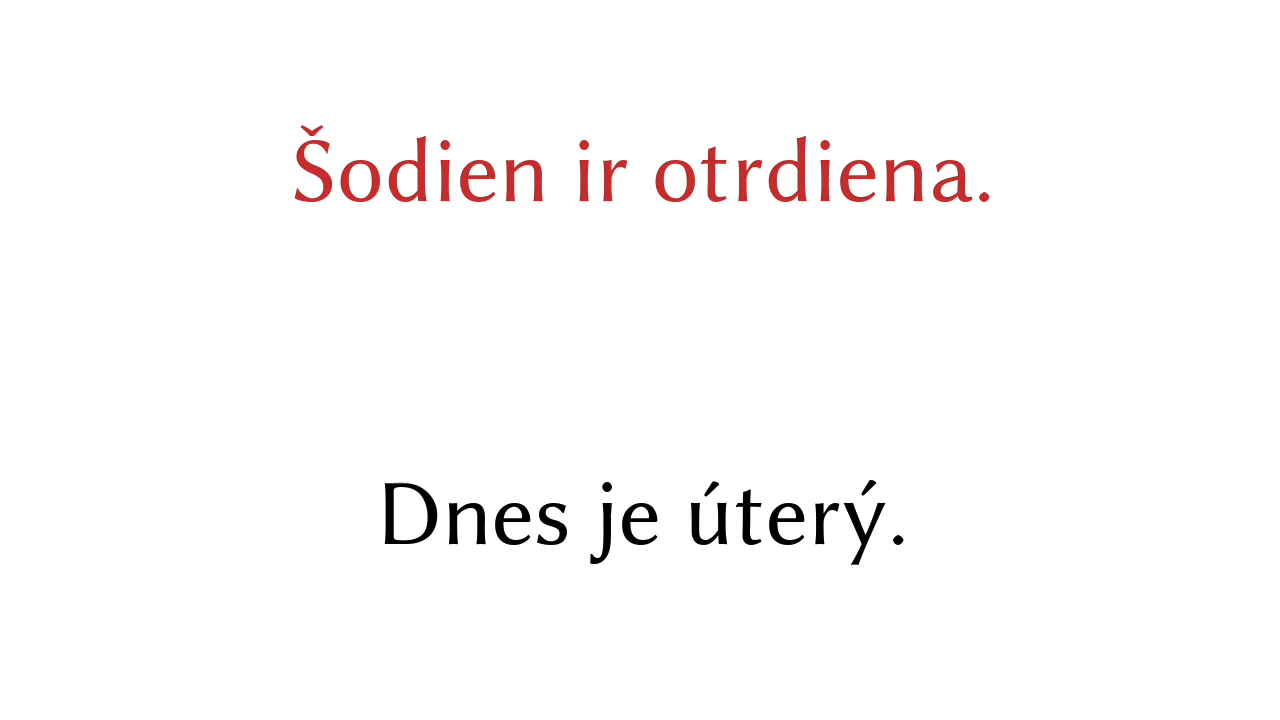 Šodien ir otrdiena.
Dnes je úterý.